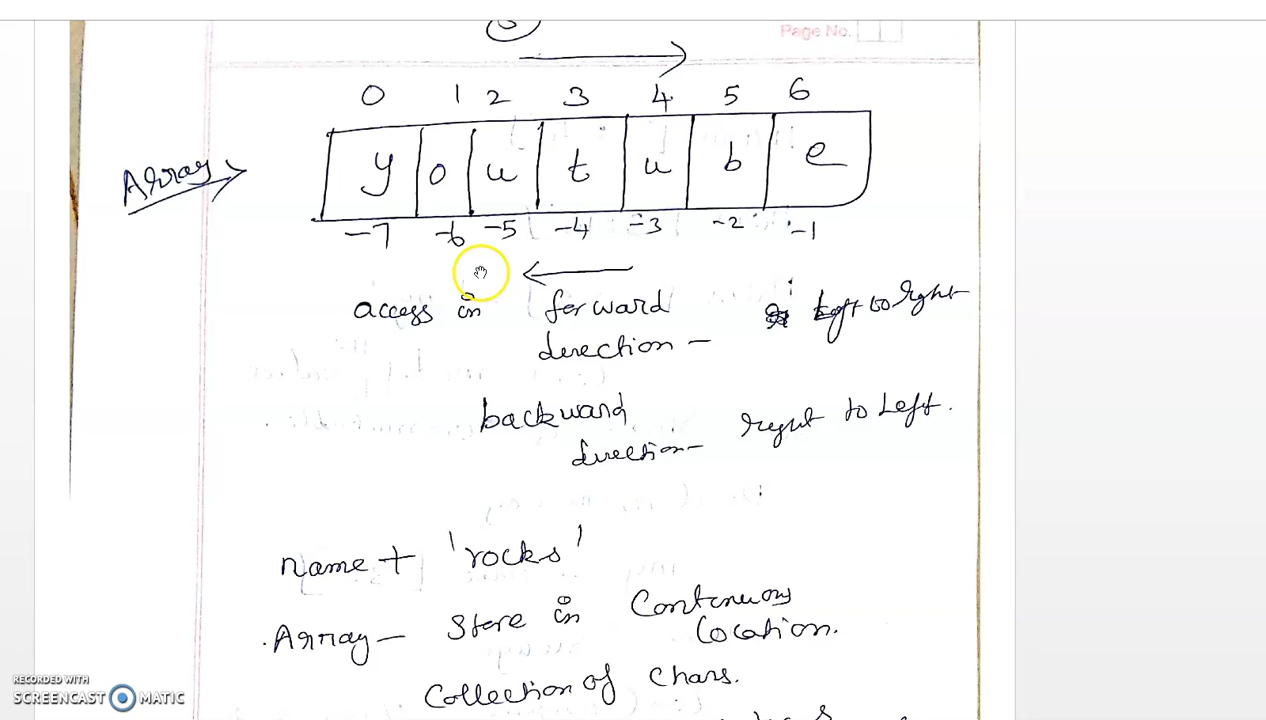 Page No.
0 1 2 3 4 5 6
Array
y o u t u b e
-7 -6 -5 -4 -3 -2 -1
access in forward Left to right
direction -
backward right to Left.
direction -
name + 'rocks'
Array - Store in Continuous
Location.
Collection of Chars.
RECORDED WITH
SCREENCAST MATIC